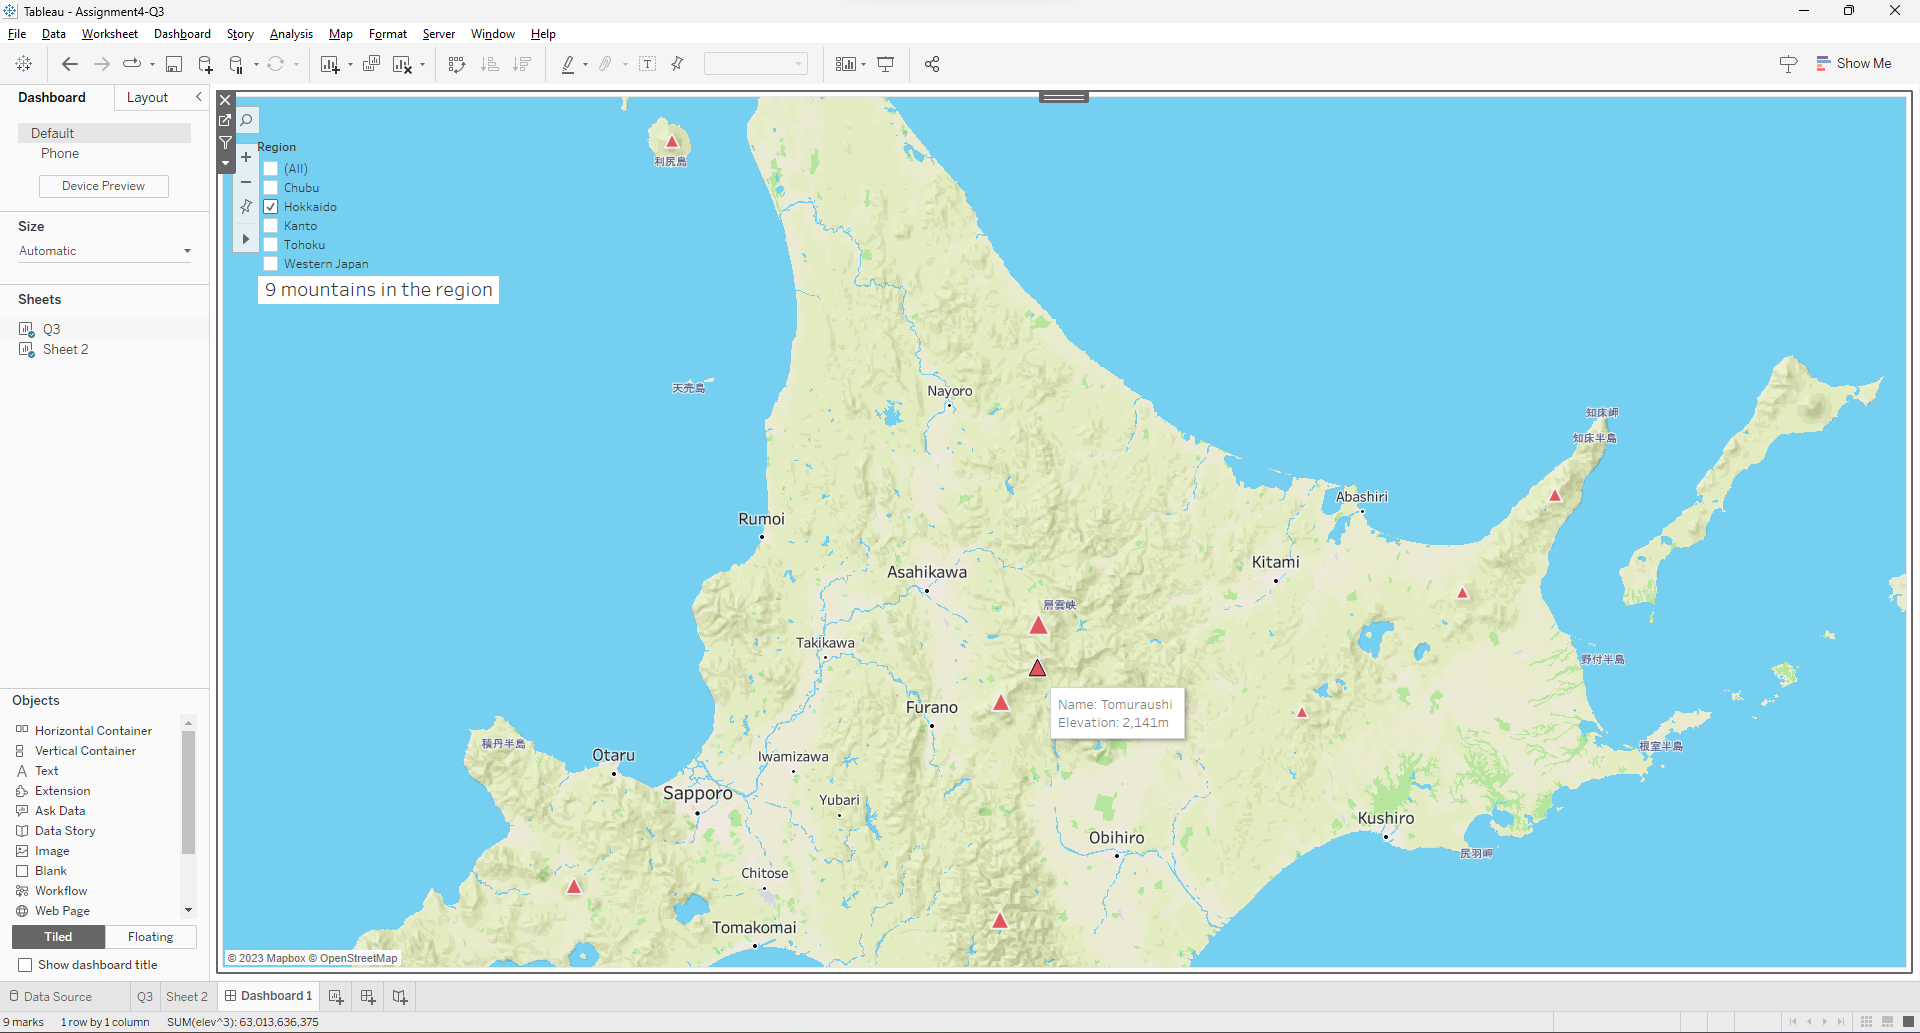 Tableau - Assignment4-Q3
File Data Worksheet Dashboard Story Analysis Map Format Server Window Help
Show Me
Dashboard Layout
Default
Phone
Device Preview
Size
Automatic
Sheets
Q3
Sheet 2
Objects
Horizontal Container
Vertical Container
Text
Extension
Ask Data
Data Story
Image
Blank
Workflow
Web Page
Tiled Floating
Show dashboard title
Region
(All)
Chubu
Hokkaido
Kanto
Tohoku
Western Japan
9 mountains in the region
利尻島
天売島
Nayoro
知床岬
知床半島
Abashiri
Rumoi
Kitami
Asahikawa
層雲峡
Takikawa
野付半島
Name: Tomuraushi
Elevation: 2,141m
Furano
積丹半島
根室半島
Otaru
Iwamizawa
Sapporo
Yubari
Kushiro
Obihiro
尻羽岬
Chitose
Tomakomai
© 2023 Mapbox © OpenStreetMap
Data Source Q3 Sheet 2 Dashboard 1
9 marks 1 row by 1 column SUM(elev^3): 63,013,636,375